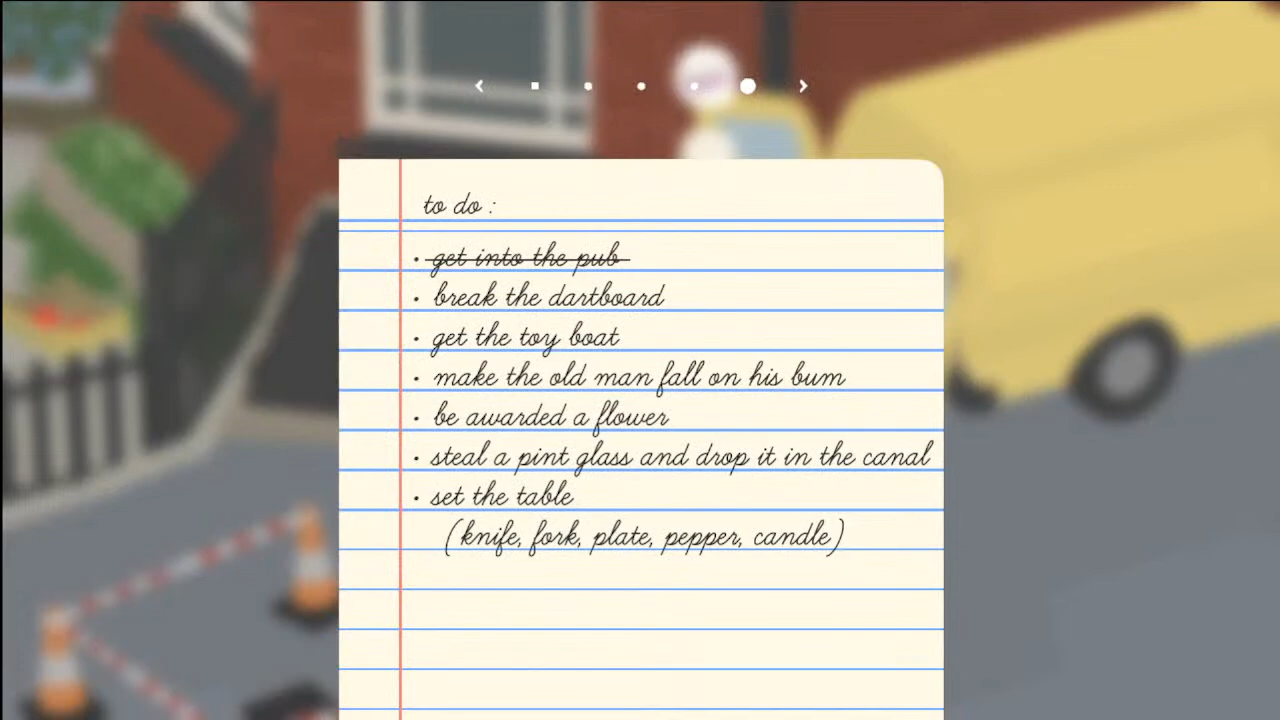 to do :
• get into the pub
• break the dartboard
• get the toy boat
• make the old man fall on his bum
• be awarded a flower
• steal a pint glass and drop it in the canal
• set the table
(knife, fork, plate, pepper, candle)